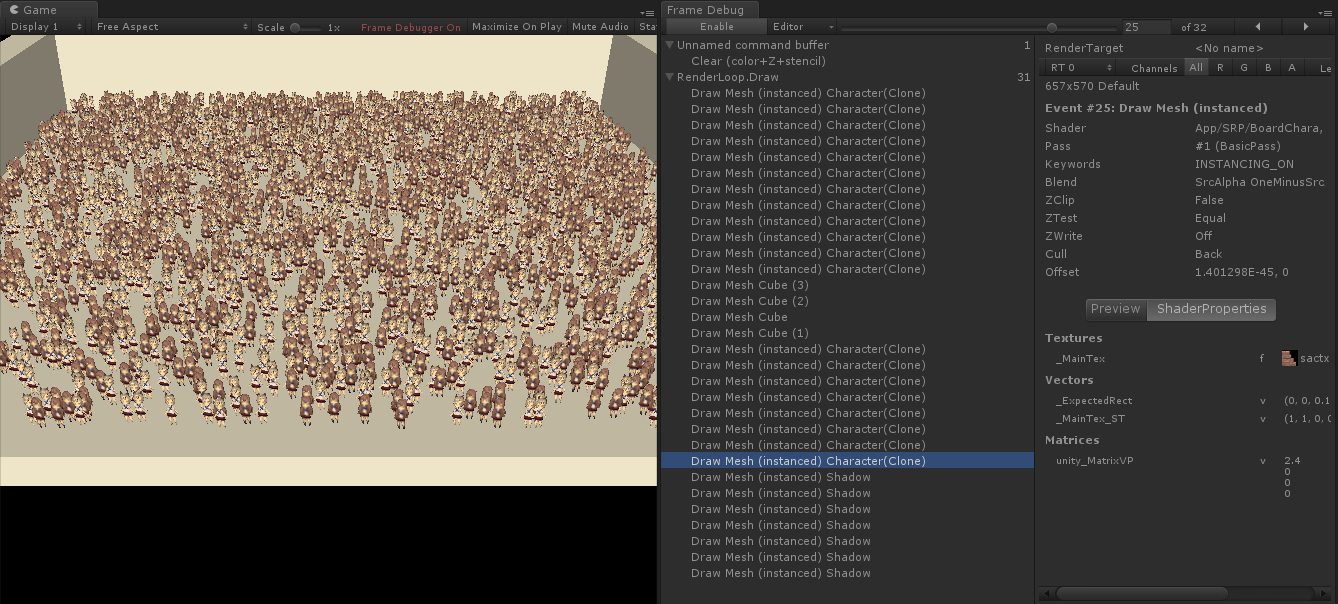 Game
Display 1
Free Aspect
Scale
1x
Frame Debugger On
Maximize On Play
Mute Audio
Sta
Frame Debug
Enable
Editor
25
of 32
Unnamed command buffer 1
Clear (color+Z+stencil)
RenderLoop.Draw 31
Draw Mesh (instanced) Character(Clone)
Draw Mesh (instanced) Character(Clone)
Draw Mesh (instanced) Character(Clone)
Draw Mesh (instanced) Character(Clone)
Draw Mesh (instanced) Character(Clone)
Draw Mesh (instanced) Character(Clone)
Draw Mesh (instanced) Character(Clone)
Draw Mesh (instanced) Character(Clone)
Draw Mesh (instanced) Character(Clone)
Draw Mesh (instanced) Character(Clone)
Draw Mesh (instanced) Character(Clone)
Draw Mesh (instanced) Character(Clone)
Draw Mesh Cube (3)
Draw Mesh Cube (2)
Draw Mesh Cube
Draw Mesh Cube (1)
Draw Mesh (instanced) Character(Clone)
Draw Mesh (instanced) Character(Clone)
Draw Mesh (instanced) Character(Clone)
Draw Mesh (instanced) Character(Clone)
Draw Mesh (instanced) Character(Clone)
Draw Mesh (instanced) Character(Clone)
Draw Mesh (instanced) Character(Clone)
Draw Mesh (instanced) Character(Clone)
Draw Mesh (instanced) Shadow
Draw Mesh (instanced) Shadow
Draw Mesh (instanced) Shadow
Draw Mesh (instanced) Shadow
Draw Mesh (instanced) Shadow
Draw Mesh (instanced) Shadow
Draw Mesh (instanced) Shadow
RenderTarget <No name>
RT 0 Channels All R G B A Le
657x570 Default
Event #25: Draw Mesh (instanced)
Shader App/SRP/BoardChara,
Pass #1 (BasicPass)
Keywords INSTANCING_ON
Blend SrcAlpha OneMinusSrc
ZClip False
ZTest Equal
ZWrite Off
Cull Back
Offset 1.401298E-45, 0
Preview ShaderProperties
Textures
_MainTex f sactx
Vectors
_ExpectedRect v (0, 0, 0.1
_MainTex_ST v (1, 1, 0, 0
Matrices
unity_MatrixVP v 2.4
0
0
0